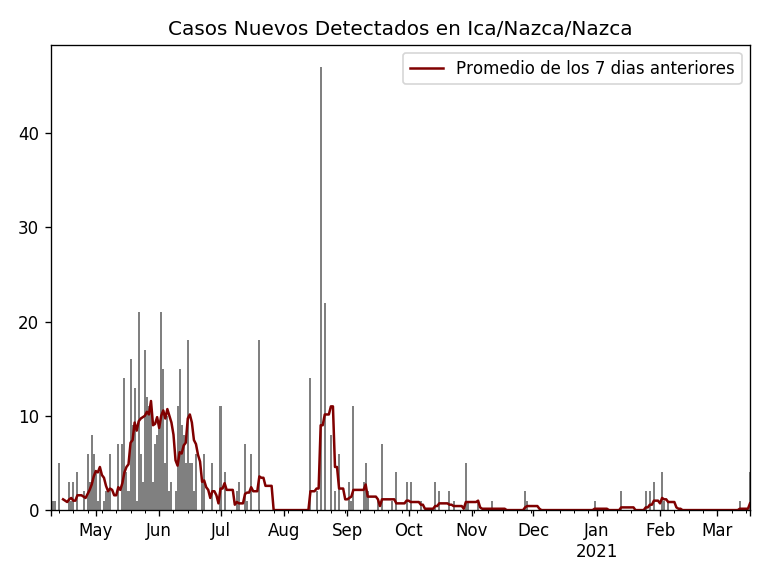 Casos Nuevos Detectados en Ica/Nazca/Nazca
Promedio de los 7 dias anteriores
40
30
20
10
0
May Jun Jul Aug Sep Oct Nov Dec Jan Feb Mar
2021